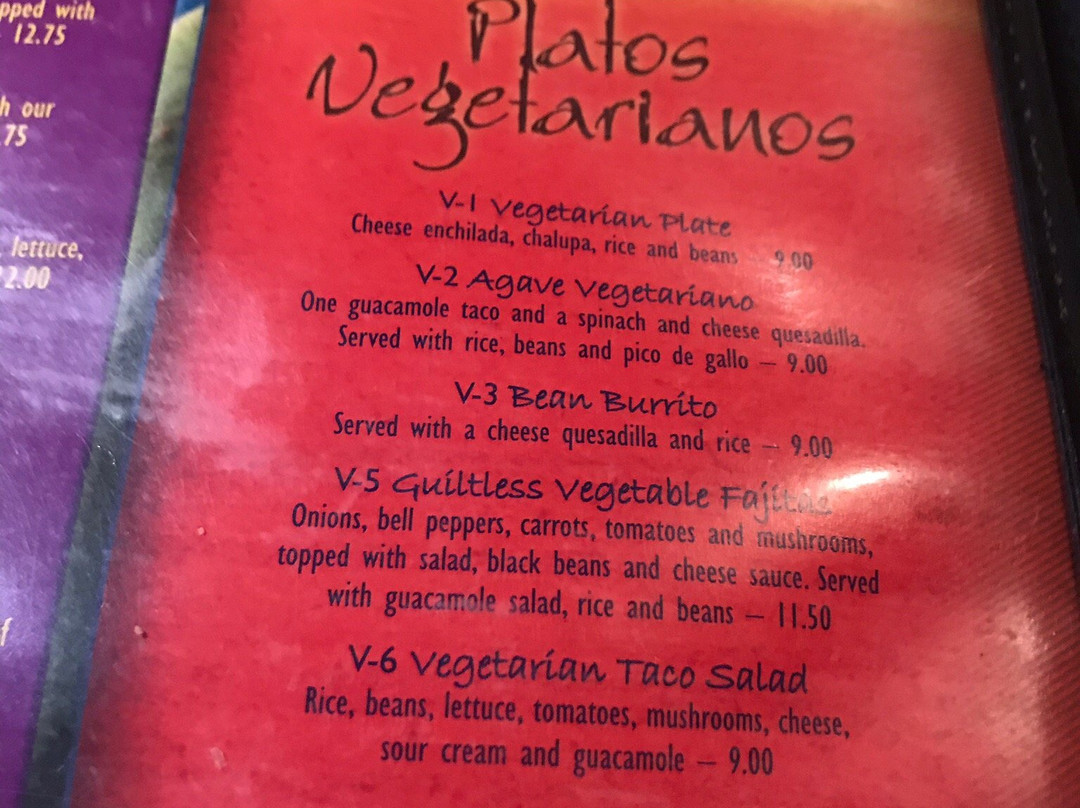 pped with
12.75
h our
.75
lettuce,
2.00
f
Platos
Vegetarianos
V-1 Vegetarian Plate
Cheese enchilada, chalupa, rice and beans – 9.00
V-2 Agave Vegetariano
One guacamole taco and a spinach and cheese quesadilla.
Served with rice, beans and pico de gallo – 9.00
V-3 Bean Burrito
Served with a cheese quesadilla and rice – 9.00
V-5 Guiltless Vegetable Fajitas
Onions, bell peppers, carrots, tomatoes and mushrooms,
topped with salad, black beans and cheese sauce. Served
with guacamole salad, rice and beans – 11.50
V-6 Vegetarian Taco Salad
Rice, beans, lettuce, tomatoes, mushrooms, cheese,
sour cream and guacamole – 9.00